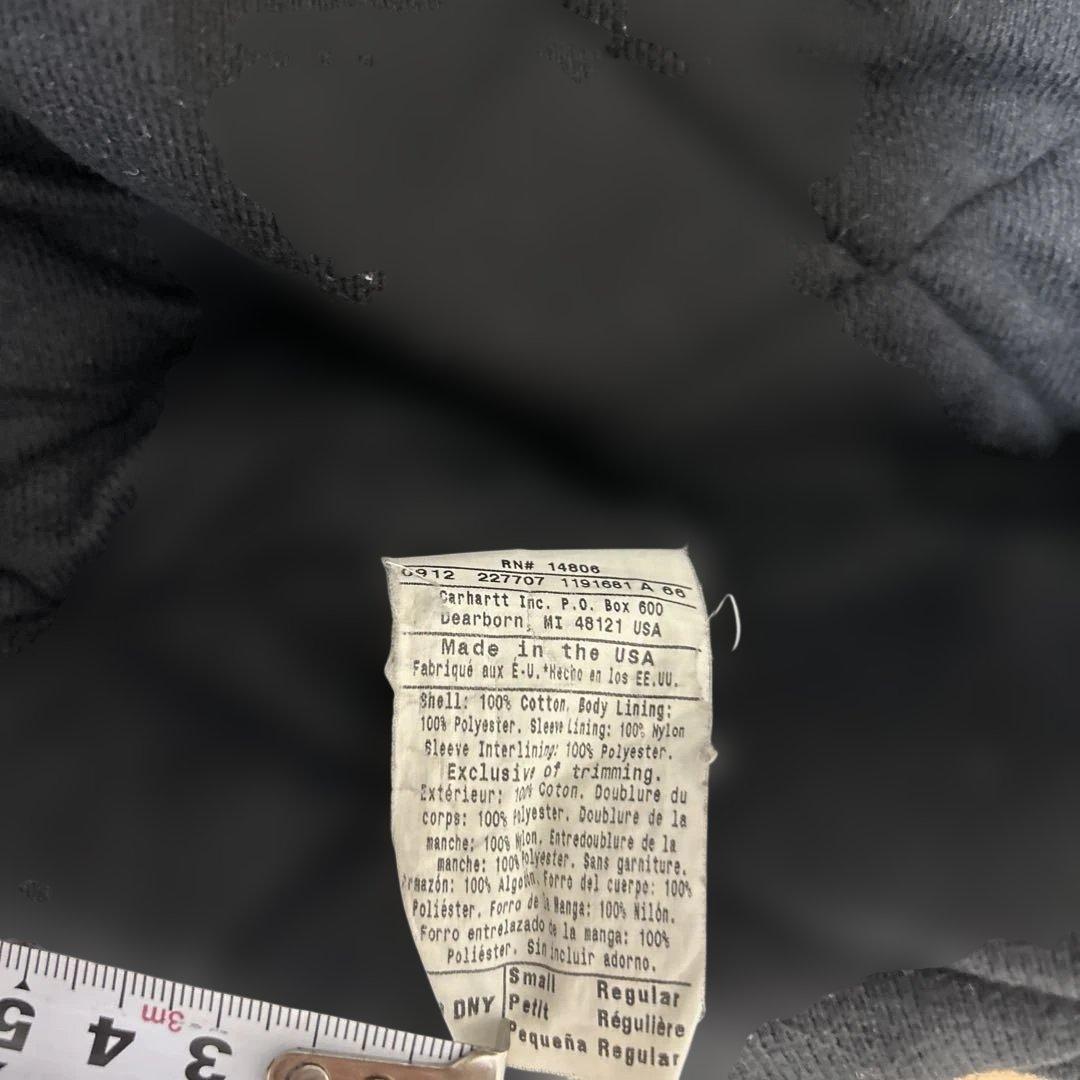 RN# 14806
0912 227707 1191681 A 66
Carhartt Inc. P.O. Box 600
Dearborn, MI 48121 USA
Made in the USA
Fabriqué aux É-U.*Hecho en los EE.UU.
Shell: 100% Cotton. Body Lining:
100% Polyester. Sleeve Lining: 100% Nylon
Sleeve Interlining: 100% Polyester.
Exclusive of trimming.
Extérieur: 100% Coton. Doublure du
corps: 100% Polyester. Doublure de la
manche: 100% Nylon. Entredoublure de la
manche: 100% Polyester. Sans garniture.
Armazón: 100% Algodón. Forro del cuerpo: 100%
Poliéster. Forro de la Manga: 100% Nilón.
Forro entrelazado de la manga: 100%
Poliéster. Sin incluir adorno.
DNY
Small Regular
Petit Régulière
Pequeña Regular
5 4 3m 3